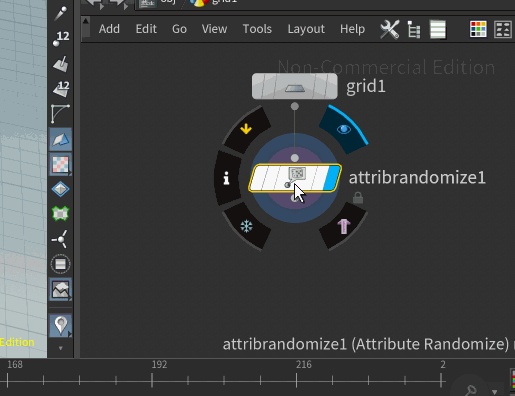 obj grid1
Add Edit Go View Tools Layout Help
12
Non-Commercial Edition
grid1
12
i
attribrandomize1
Edition
attribrandomize1 (Attribute Randomize)
168 192 216 2